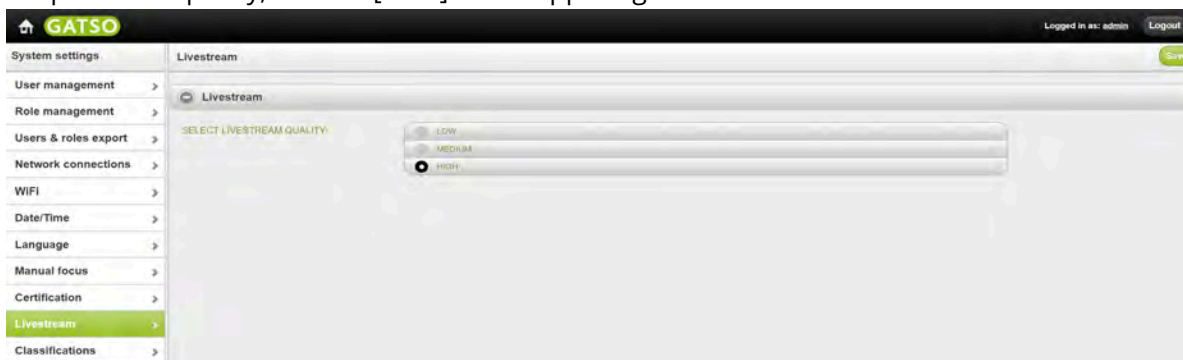 GATSO
Logged in as: admin
Logout
System settings
Livestream
User management
Livestream
Role management
SELECT LIVESTREAM QUALITY:
LOW
Users & roles export
MEDIUM
Network connections
HIGH
WiFi
Date/Time
Language
Manual focus
Certification
Livestream
Classifications